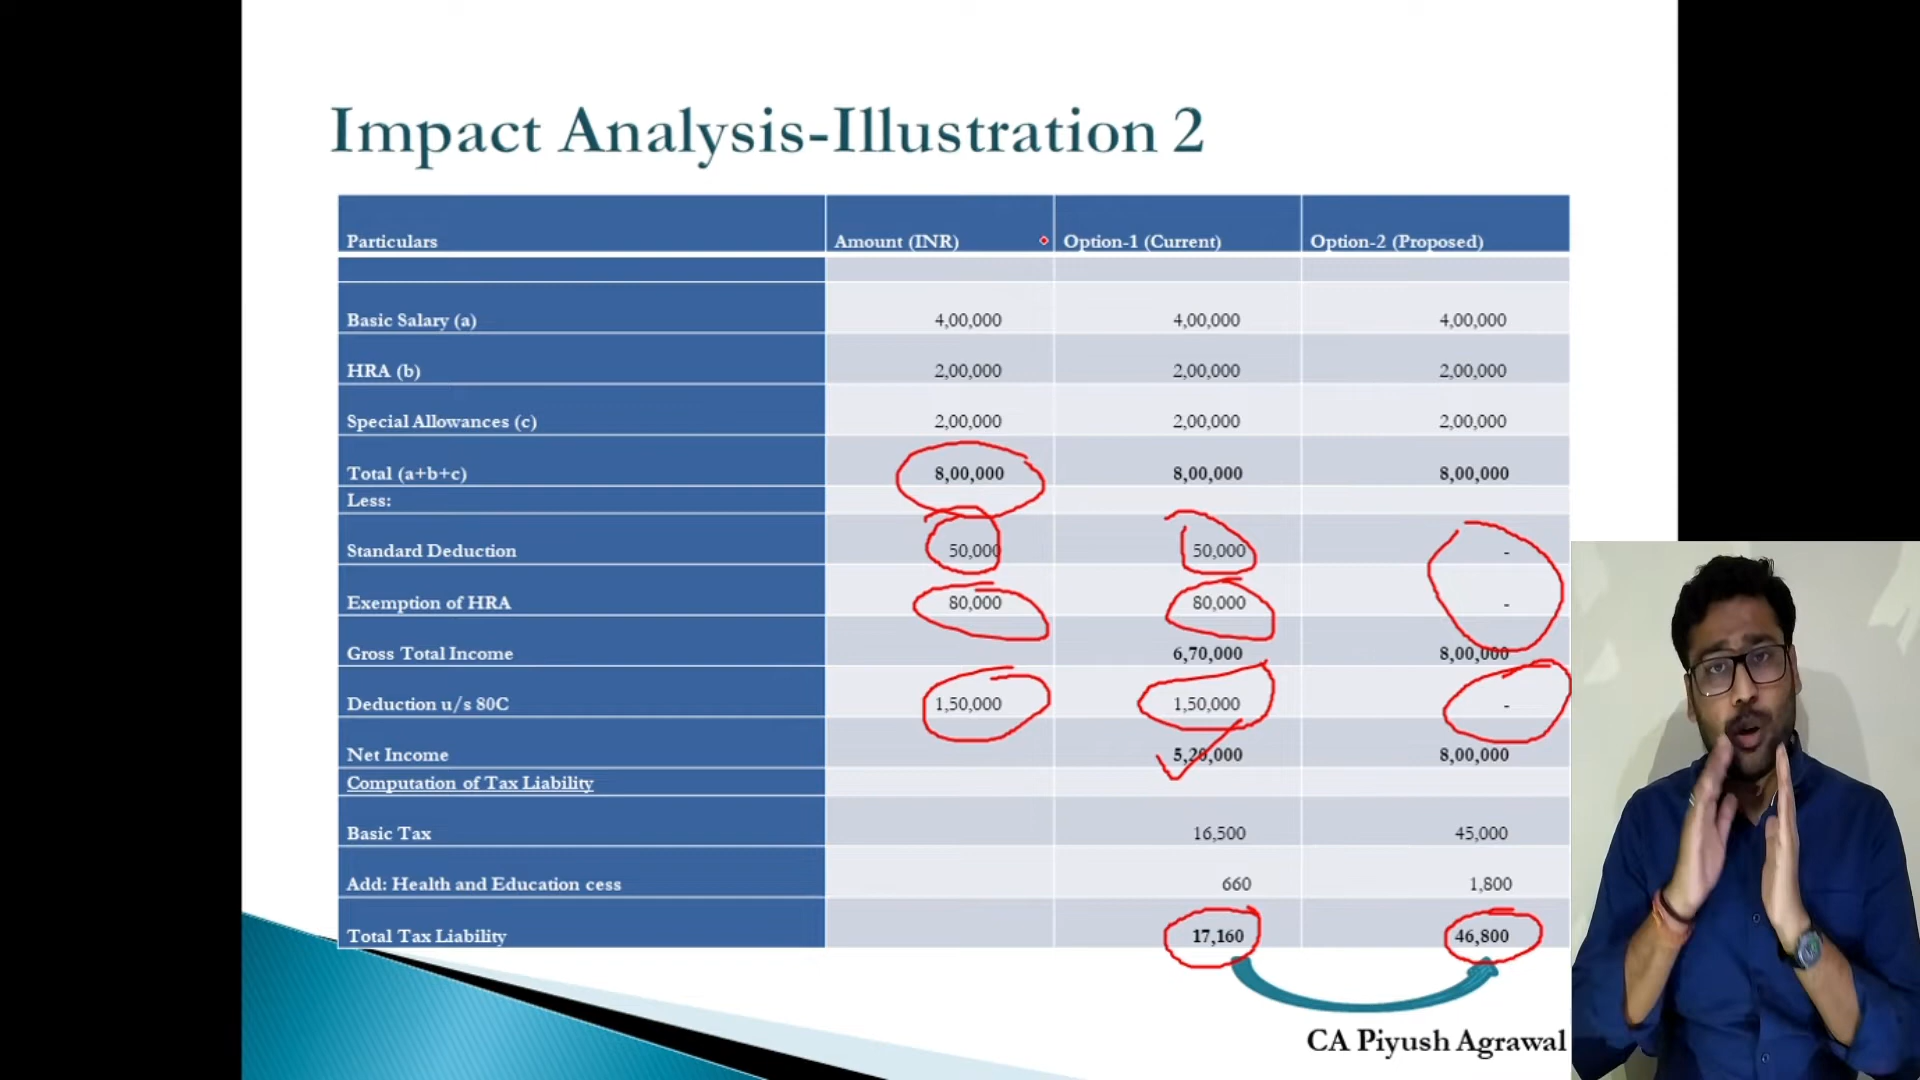 Impact Analysis-Illustration 2
Particulars Amount (INR) Option-1 (Current) Option-2 (Proposed)
Basic Salary (a) 4,00,000 4,00,000 4,00,000
HRA (b) 2,00,000 2,00,000 2,00,000
Special Allowances (c) 2,00,000 2,00,000 2,00,000
Total (a+b+c) 8,00,000 8,00,000 8,00,000
Less:
Standard Deduction 50,000 50,000 -
Exemption of HRA 80,000 80,000 -
Gross Total Income 6,70,000 8,00,000
Deduction u/s 80C 1,50,000 1,50,000 -
Net Income 5,20,000 8,00,000
Computation of Tax Liability
Basic Tax 16,500 45,000
Add: Health and Education cess 660 1,800
Total Tax Liability 17,160 46,800
CA Piyush Agrawal